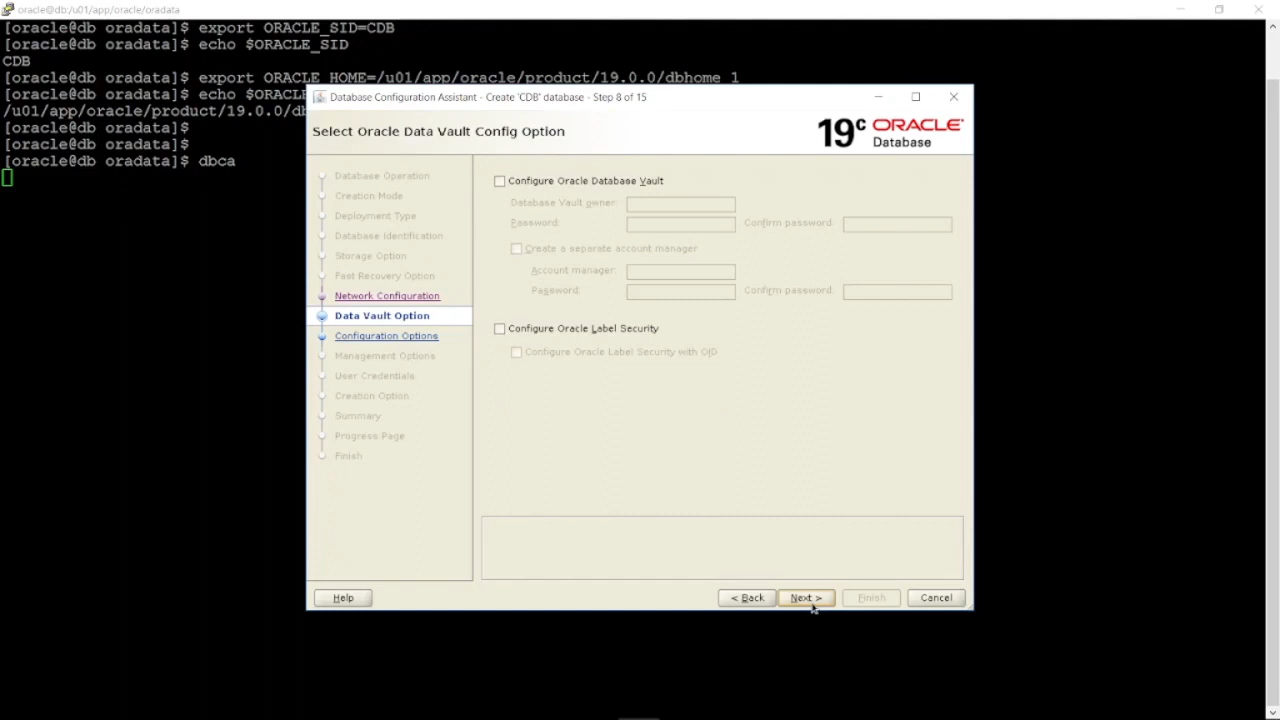 oracle@db:/u01/app/oracle/oradata
[oracle@db oradata]$ export ORACLE_SID=CDB
[oracle@db oradata]$ echo $ORACLE_SID
CDB
[oracle@db oradata]$ export ORACLE_HOME=/u01/app/oracle/product/19.0.0/dbhome_1
[oracle@db oradata]$ echo $ORACLE
/u01/app/oracle/product/19.0.0/db
[oracle@db oradata]$
[oracle@db oradata]$
[oracle@db oradata]$ dbca
Database Configuration Assistant - Create 'CDB' database - Step 8 of 15
Select Oracle Data Vault Config Option
19c ORACLE
Database
Database Operation
Creation Mode
Deployment Type
Database Identification
Storage Option
Fast Recovery Option
Network Configuration
Data Vault Option
Configuration Options
Management Options
User Credentials
Creation Option
Summary
Progress Page
Finish
Configure Oracle Database Vault
Database Vault owner:
Password: Confirm password:
Create a separate account manager
Account manager:
Password: Confirm password:
Configure Oracle Label Security
Configure Oracle Label Security with OID
Help < Back Next > Finish Cancel